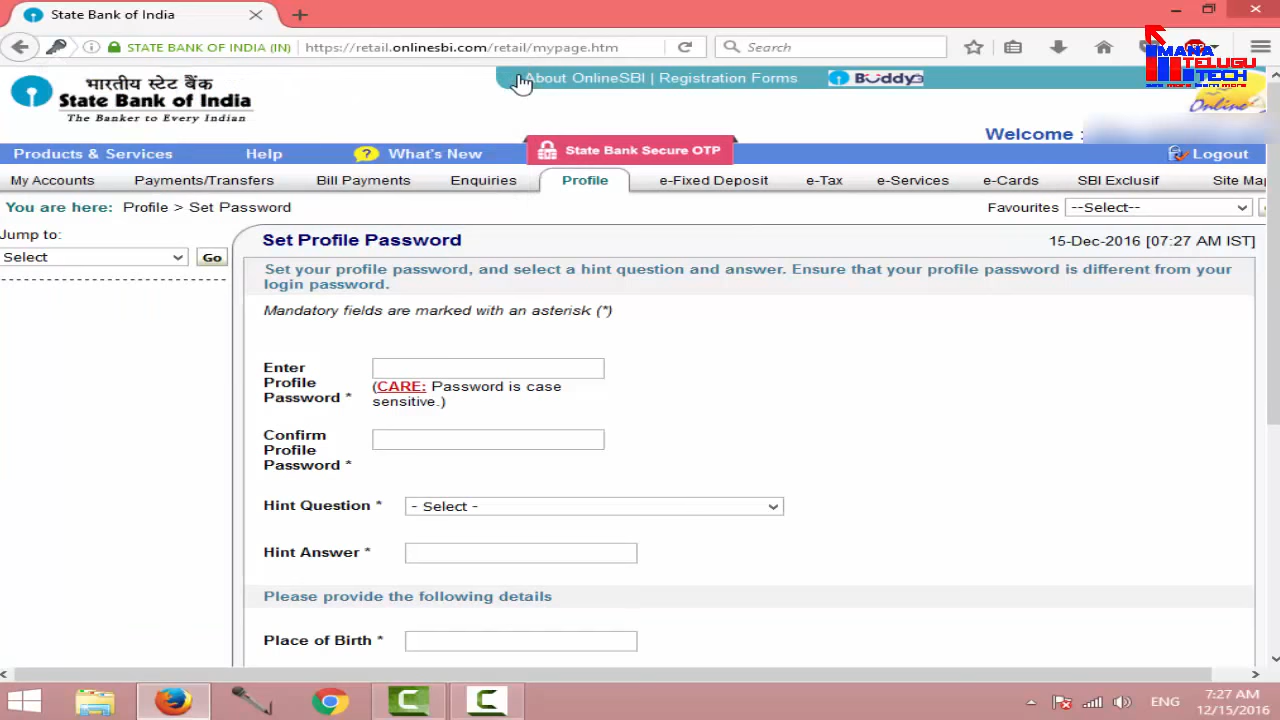 State Bank of India
STATE BANK OF INDIA (IN) https://retail.onlinesbi.com/retail/mypage.htm Search
MANA
TELUGU
TECH
About OnlineSBI | Registration Forms Buddy
भारतीय स्टेट बैंक
State Bank of India
The Banker to Every Indian
Online
Welcome :
Products & Services Help ? What's New State Bank Secure OTP Logout
My Accounts Payments/Transfers Bill Payments Enquiries Profile e-Fixed Deposit e-Tax e-Services e-Cards SBI Exclusif Site Map
You are here: Profile > Set Password Favourites --Select--
Jump to:
Select Go
Set Profile Password 15-Dec-2016 [07:27 AM IST]
Set your profile password, and select a hint question and answer. Ensure that your profile password is different from your
login password.
Mandatory fields are marked with an asterisk (*)
Enter
Profile
Password *
(CARE: Password is case
sensitive.)
Confirm
Profile
Password *
Hint Question * - Select -
Hint Answer *
Please provide the following details
Place of Birth *
ENG 7:27 AM
12/15/2016